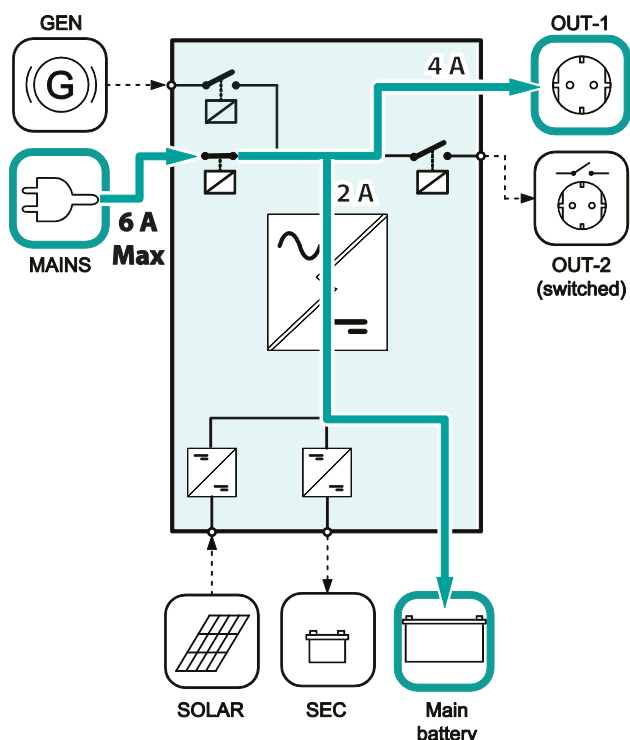 GEN
G
OUT-1
4 A
2 A
6 A
Max
MAINS
OUT-2
(switched)
SOLAR
SEC
Main
battery